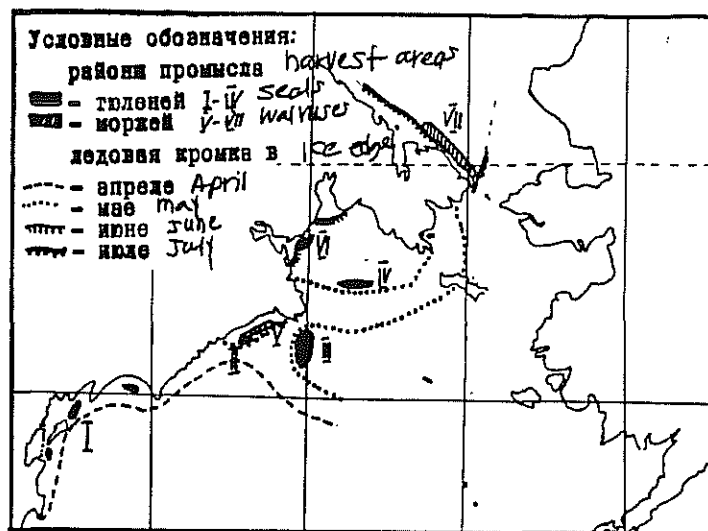 Условные обозначения:
районы промысла harvest areas
- тюленей I-IV seals
- моржей V-VII walruses
ледовая кромка в ice edge
- апреле April
- мае may
- июне june
- июле july
VII
VI
IV
V
II
III
I